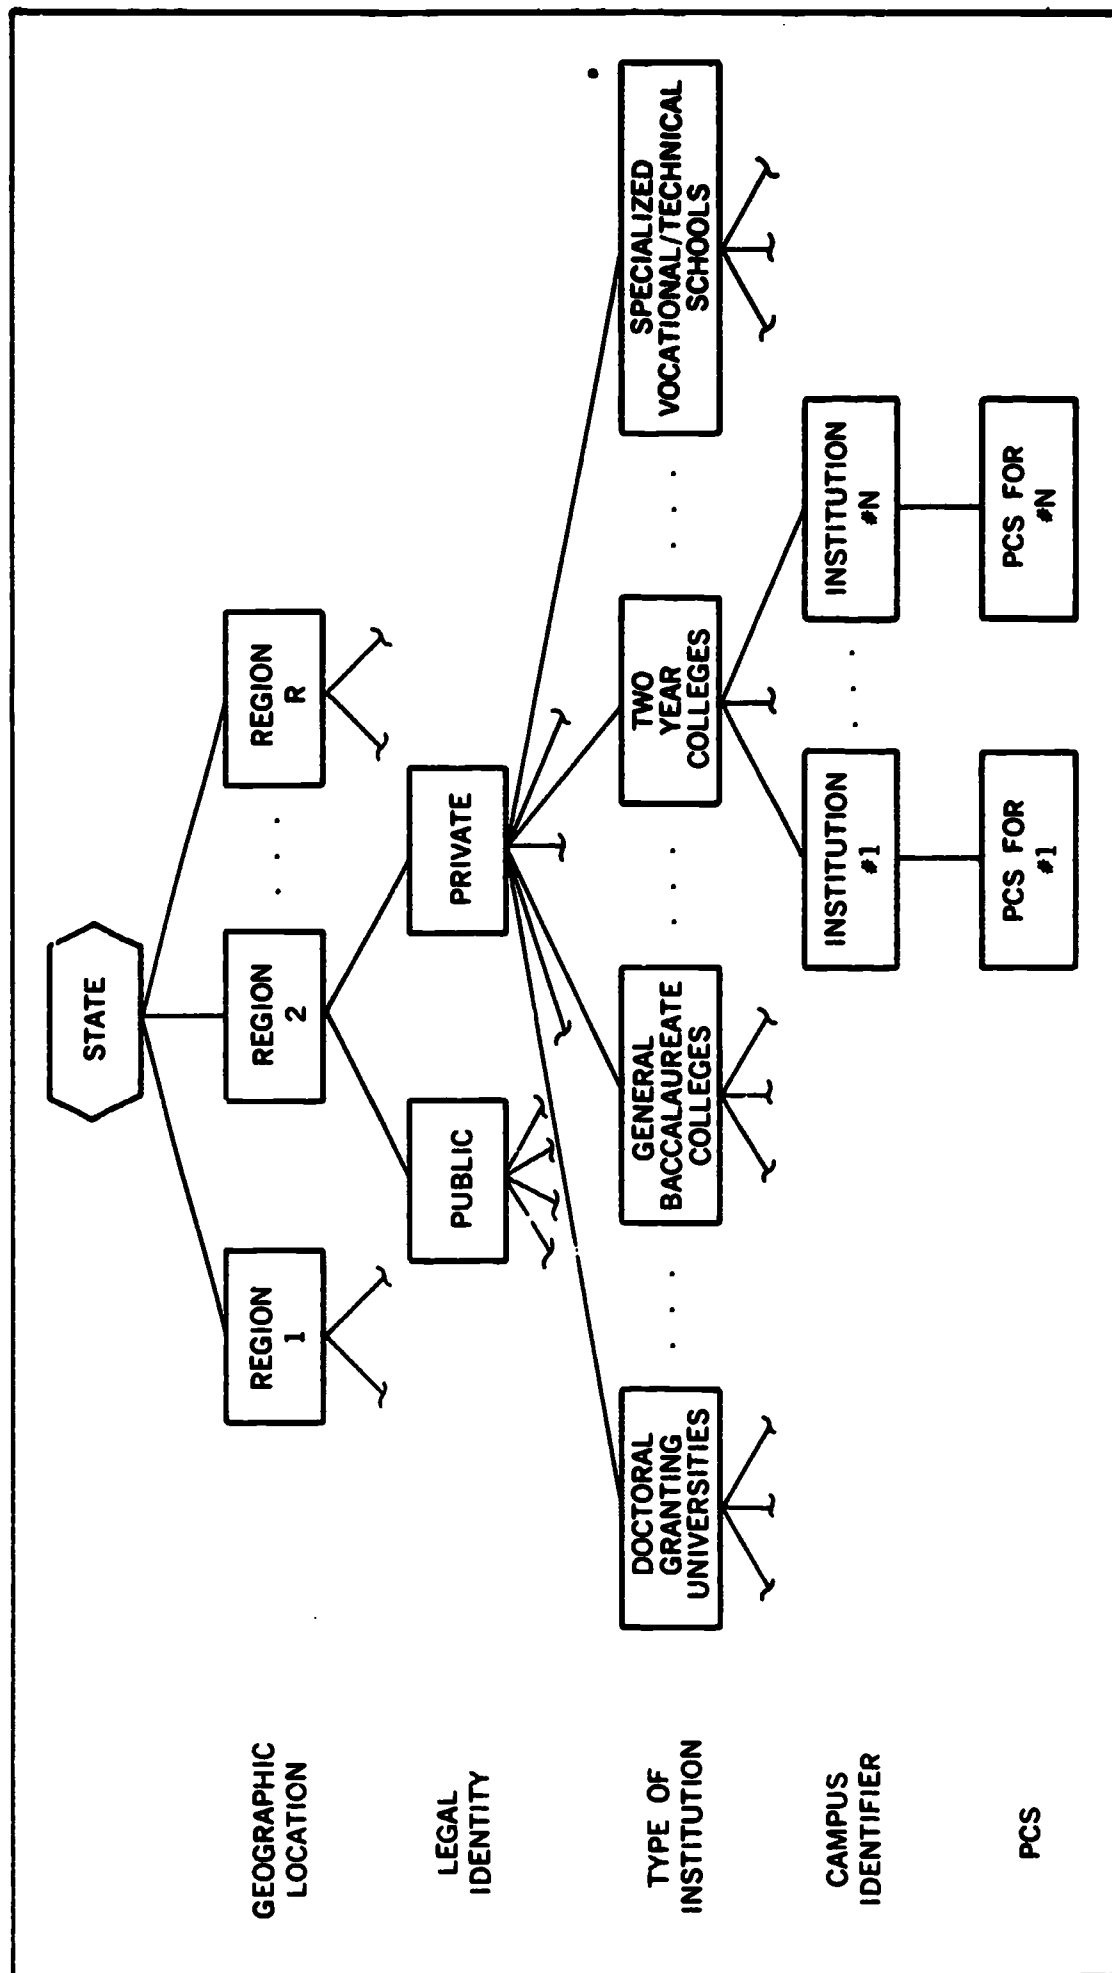 STATE
GEOGRAPHIC
LOCATION
REGION
1
REGION
2
. . .
REGION
R
LEGAL
IDENTITY
PUBLIC
PRIVATE
TYPE OF
INSTITUTION
DOCTORAL
GRANTING
UNIVERSITIES
. . .
GENERAL
BACCALAUREATE
COLLEGES
. . .
TWO
YEAR
COLLEGES
. . .
SPECIALIZED
VOCATIONAL/TECHNICAL
SCHOOLS
CAMPUS
IDENTIFIER
INSTITUTION
#1
. . .
INSTITUTION
#N
PCS
PCS FOR
#1
PCS FOR
#N